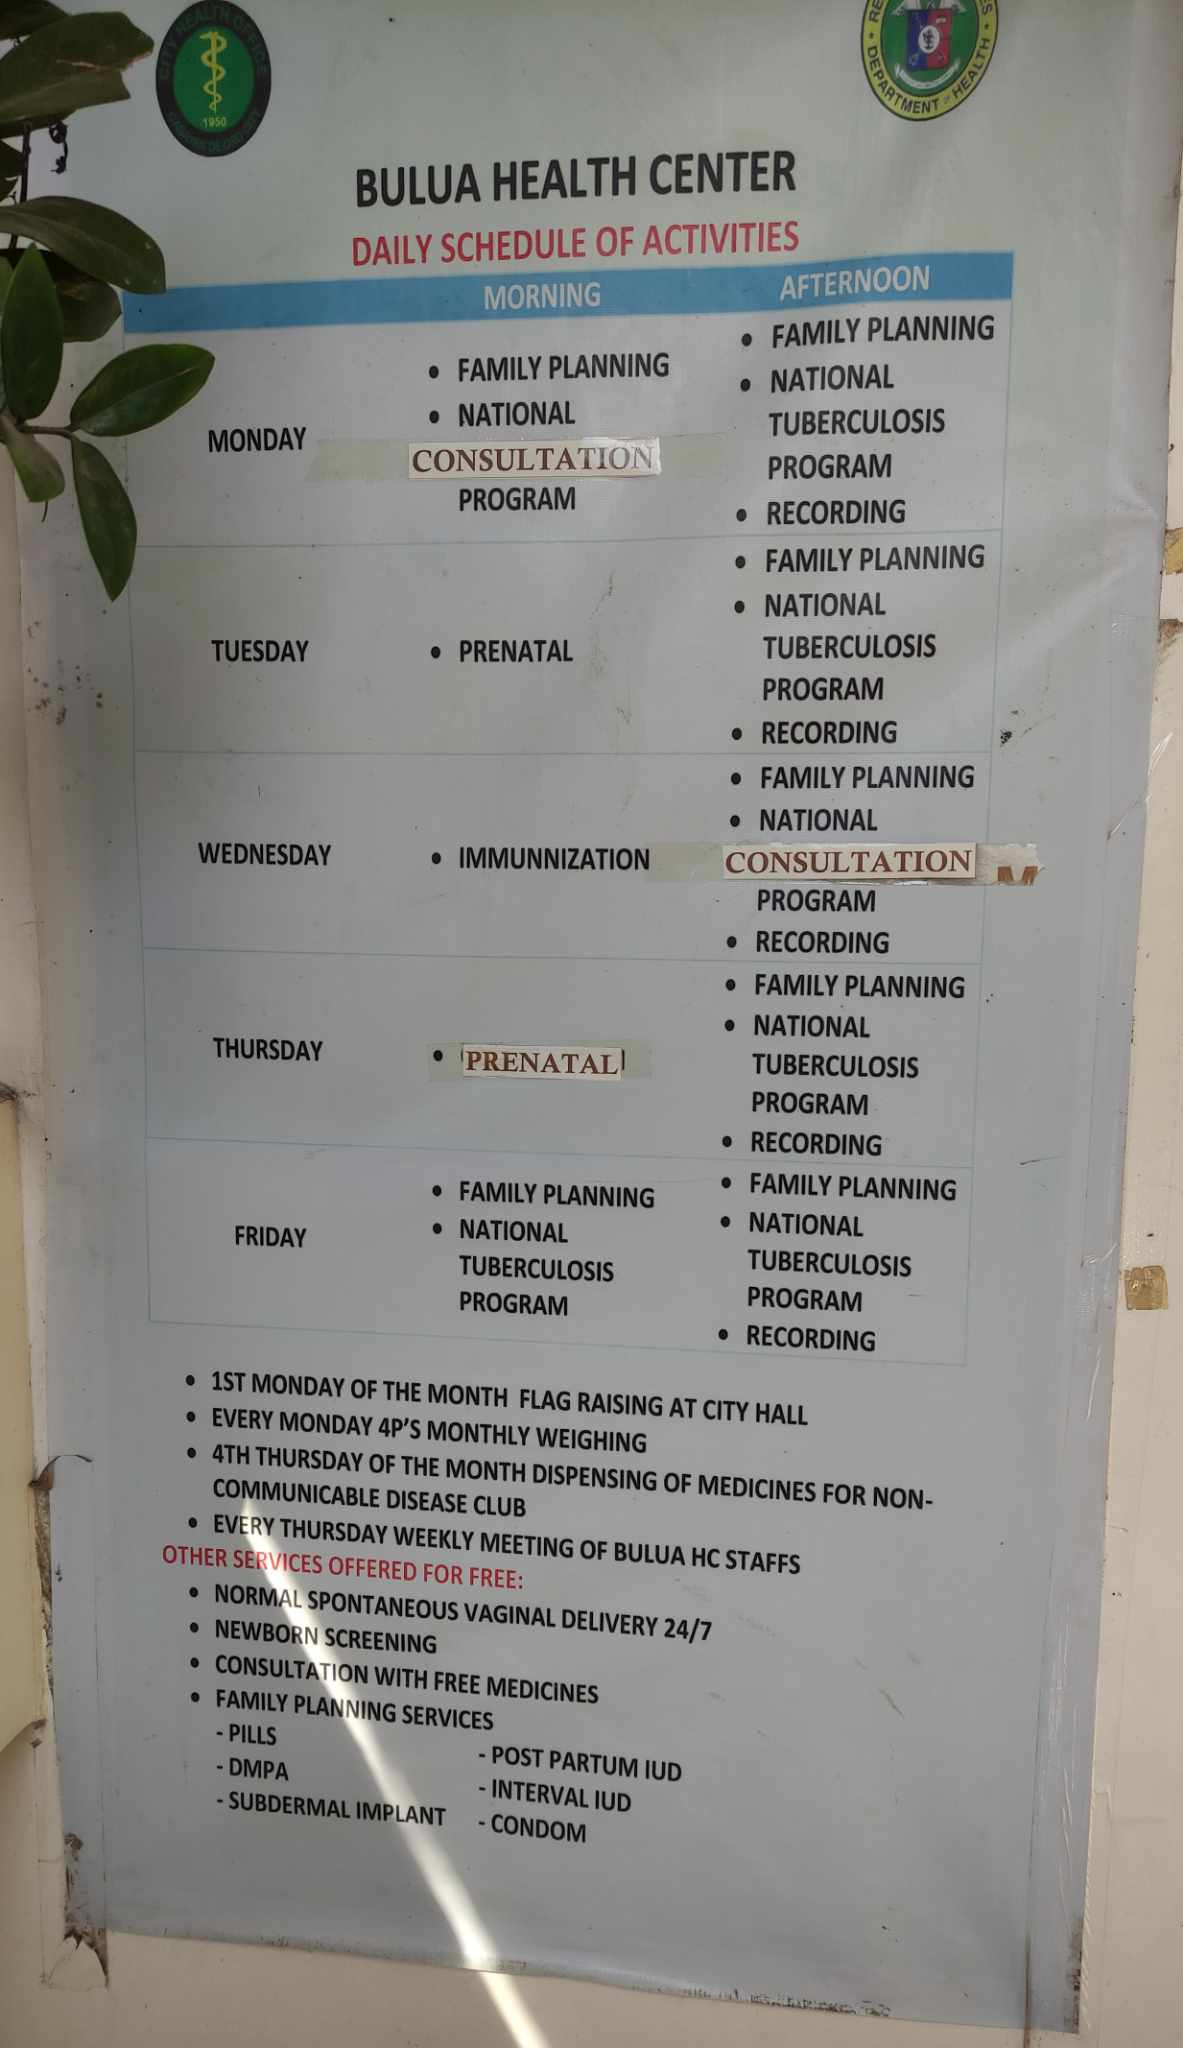 CITY HEALTH OFFICE
1950
CAGAYAN DE ORO CITY
DEPARTMENT OF HEALTH
BULUA HEALTH CENTER
DAILY SCHEDULE OF ACTIVITIES
MORNING AFTERNOON
MONDAY
• FAMILY PLANNING
• NATIONAL
CONSULTATION
PROGRAM
• FAMILY PLANNING
• NATIONAL
TUBERCULOSIS
PROGRAM
• RECORDING
TUESDAY
• PRENATAL
• FAMILY PLANNING
• NATIONAL
TUBERCULOSIS
PROGRAM
• RECORDING
WEDNESDAY
• IMMUNNIZATION
• FAMILY PLANNING
• NATIONAL
CONSULTATION
PROGRAM
• RECORDING
THURSDAY
• PRENATAL
• FAMILY PLANNING
• NATIONAL
TUBERCULOSIS
PROGRAM
• RECORDING
FRIDAY
• FAMILY PLANNING
• NATIONAL
TUBERCULOSIS
PROGRAM
• FAMILY PLANNING
• NATIONAL
TUBERCULOSIS
PROGRAM
• RECORDING
• 1ST MONDAY OF THE MONTH FLAG RAISING AT CITY HALL
• EVERY MONDAY 4P'S MONTHLY WEIGHING
• 4TH THURSDAY OF THE MONTH DISPENSING OF MEDICINES FOR NON-
COMMUNICABLE DISEASE CLUB
• EVERY THURSDAY WEEKLY MEETING OF BULUA HC STAFFS
OTHER SERVICES OFFERED FOR FREE:
• NORMAL SPONTANEOUS VAGINAL DELIVERY 24/7
• NEWBORN SCREENING
• CONSULTATION WITH FREE MEDICINES
• FAMILY PLANNING SERVICES
- PILLS
- DMPA
- SUBDERMAL IMPLANT
- POST PARTUM IUD
- INTERVAL IUD
- CONDOM